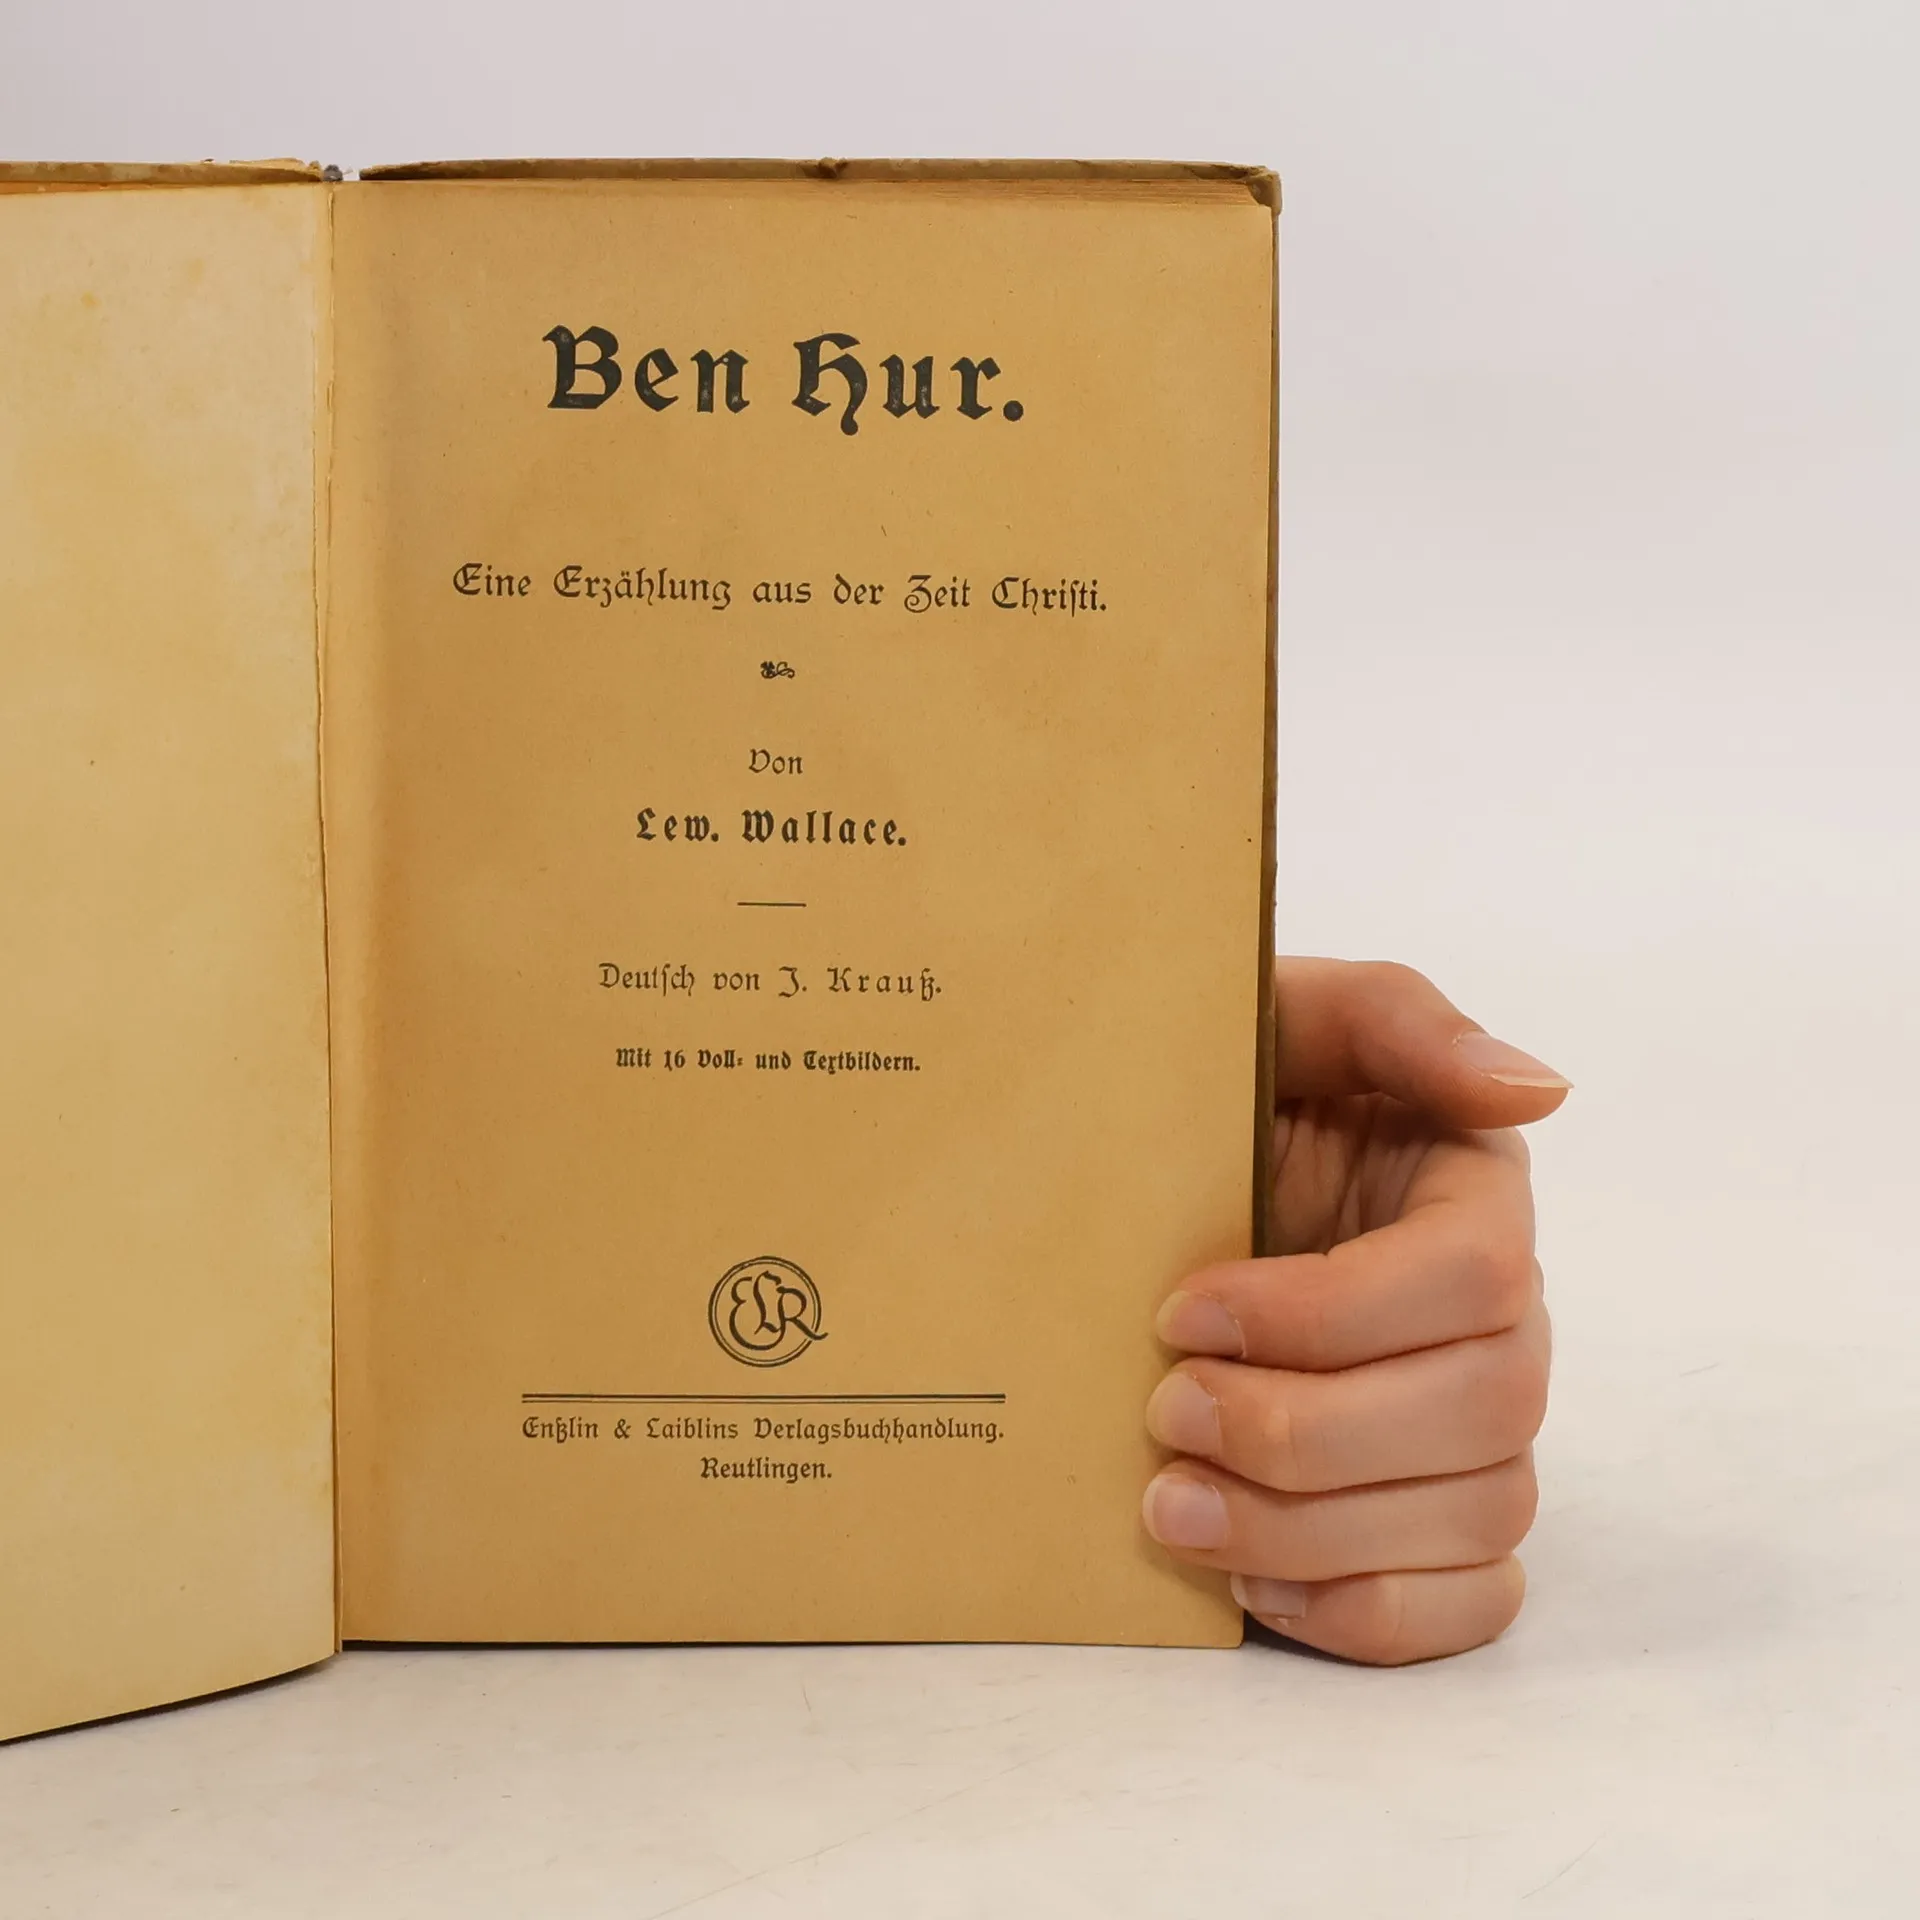 Ben Hur.
Eine Erzählung aus der Zeit Chriſti.
Von
Lew. Wallace.
Deutſch von J. Krauß.
Mit 16 Voll- und Textbildern.
ELR
Enßlin & Laiblins Verlagsbuchhandlung.
Reutlingen.